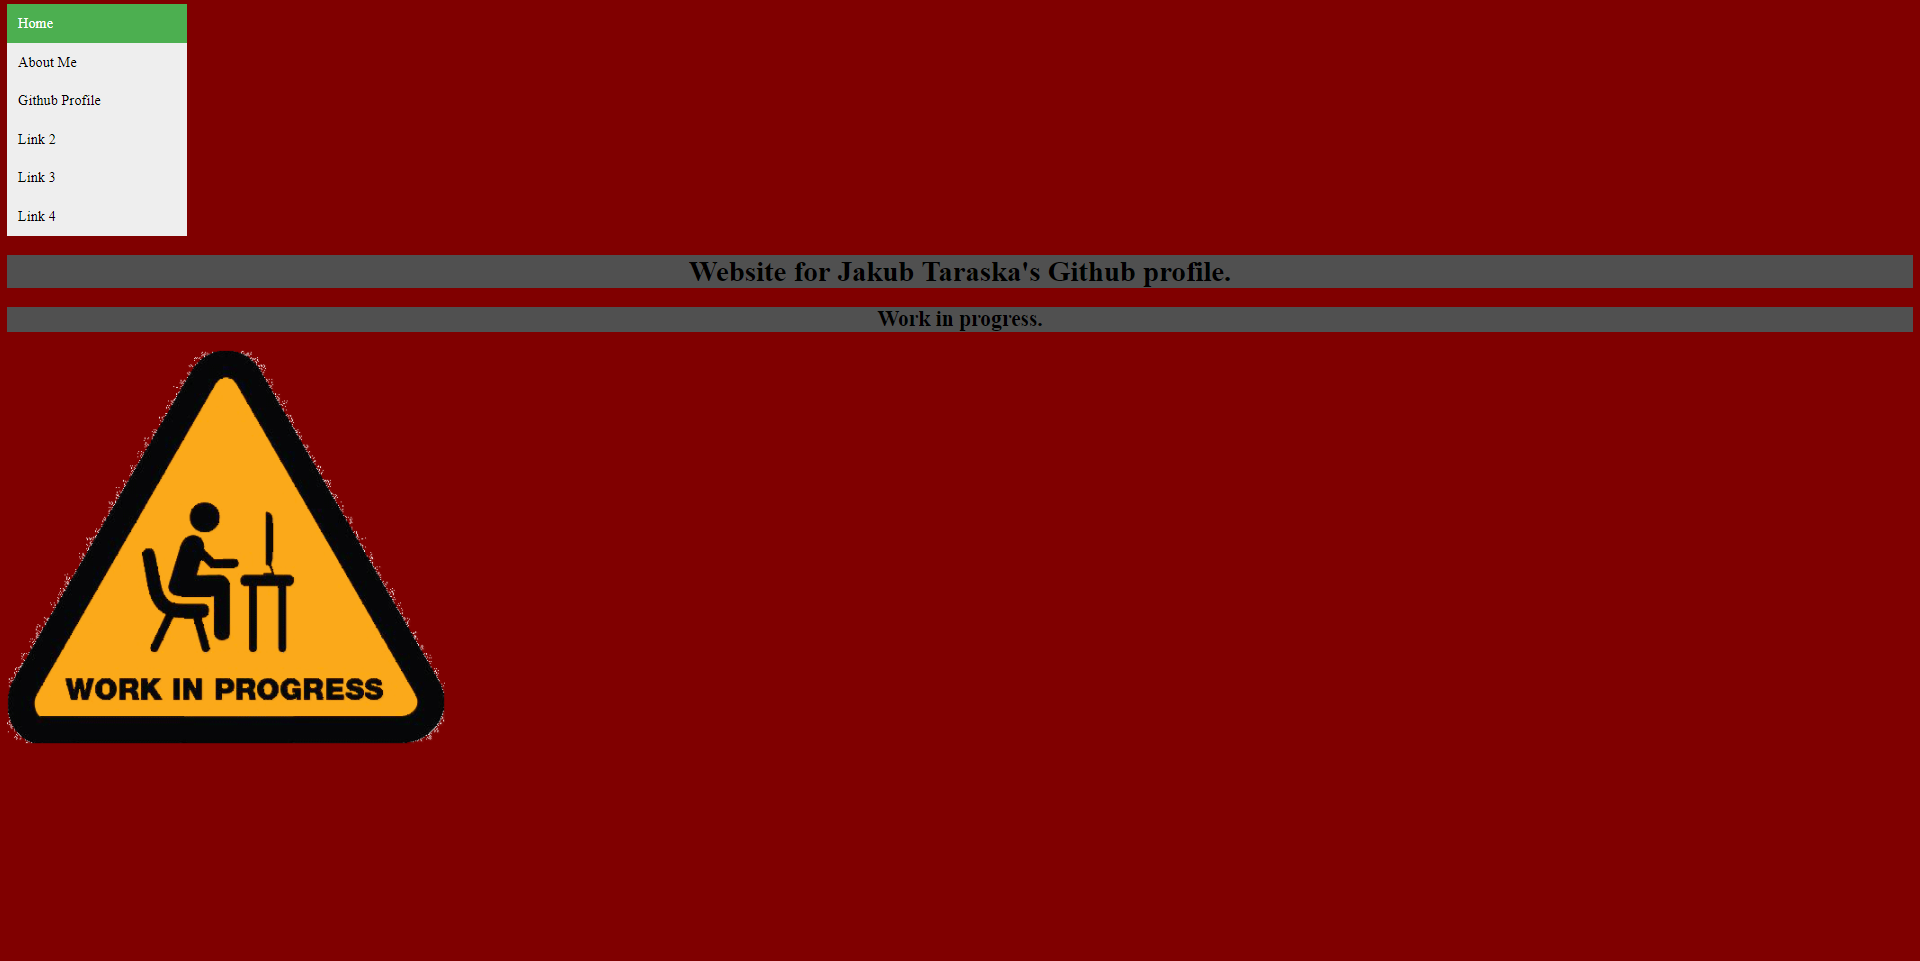 Home
About Me
Github Profile
Link 2
Link 3
Link 4
Website for Jakub Taraska's Github profile.
Work in progress.
WORK IN PROGRESS